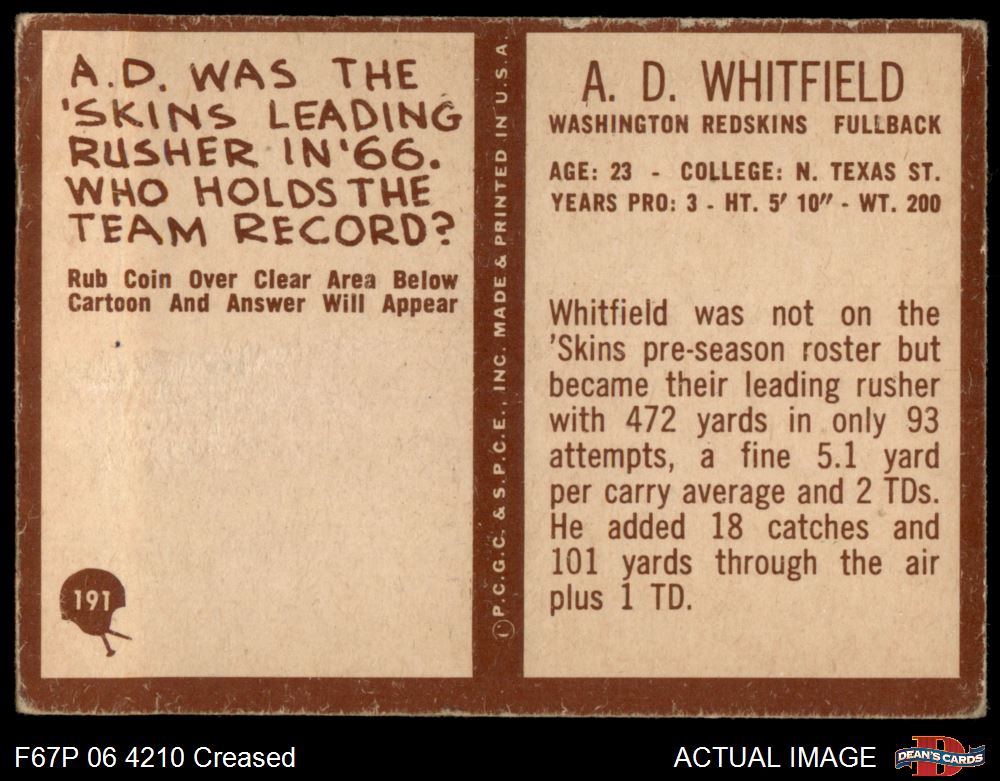 A.D. WAS THE
'SKINS LEADING
RUSHER IN '66.
WHO HOLDS THE
TEAM RECORD?
Rub Coin Over Clear Area Below
Cartoon And Answer Will Appear
191
© P.C.G.C. & S.P.C.E., INC. MADE & PRINTED IN U.S.A
A. D. WHITFIELD
WASHINGTON REDSKINS FULLBACK
AGE: 23 - COLLEGE: N. TEXAS ST.
YEARS PRO: 3 - HT. 5' 10" - WT. 200
Whitfield was not on the
'Skins pre-season roster but
became their leading rusher
with 472 yards in only 93
attempts, a fine 5.1 yard
per carry average and 2 TDs.
He added 18 catches and
101 yards through the air
plus 1 TD.
F67P 06 4210 Creased
ACTUAL IMAGE
D
DEAN'S CARDS